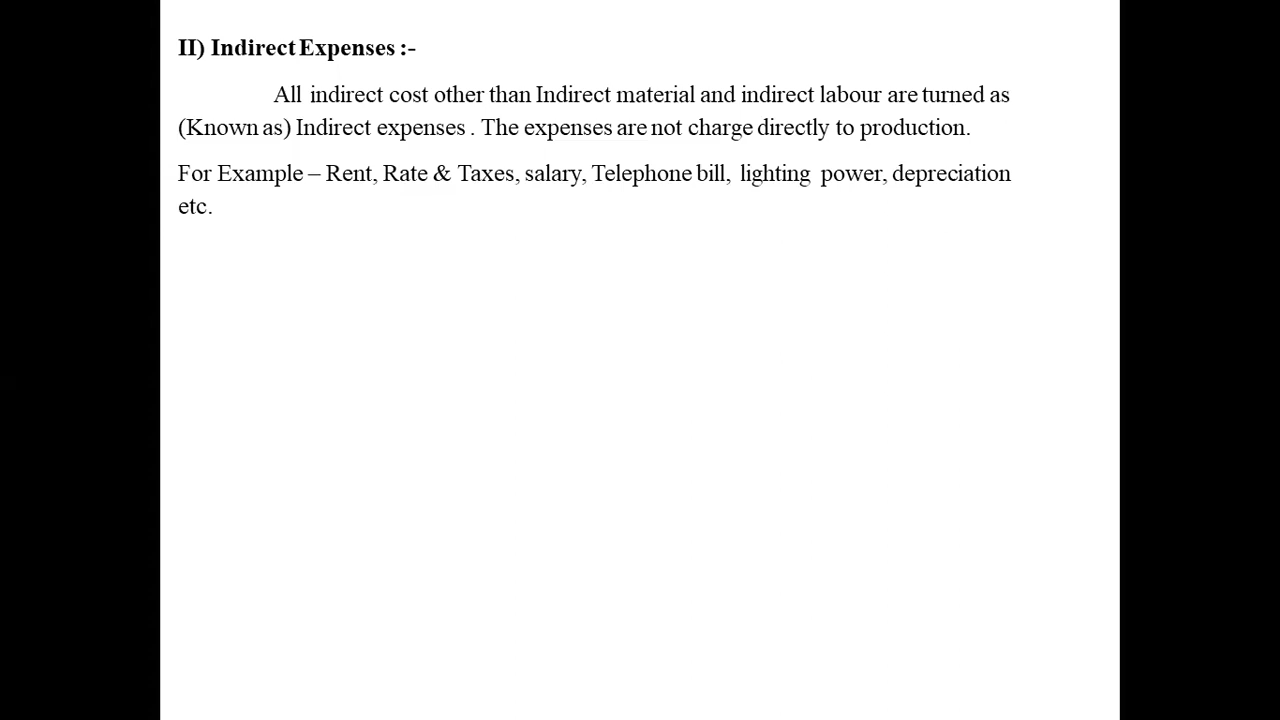 II) Indirect Expenses :-
All indirect cost other than Indirect material and indirect labour are turned as
(Known as) Indirect expenses . The expenses are not charge directly to production.
For Example – Rent, Rate & Taxes, salary, Telephone bill, lighting power, depreciation
etc.